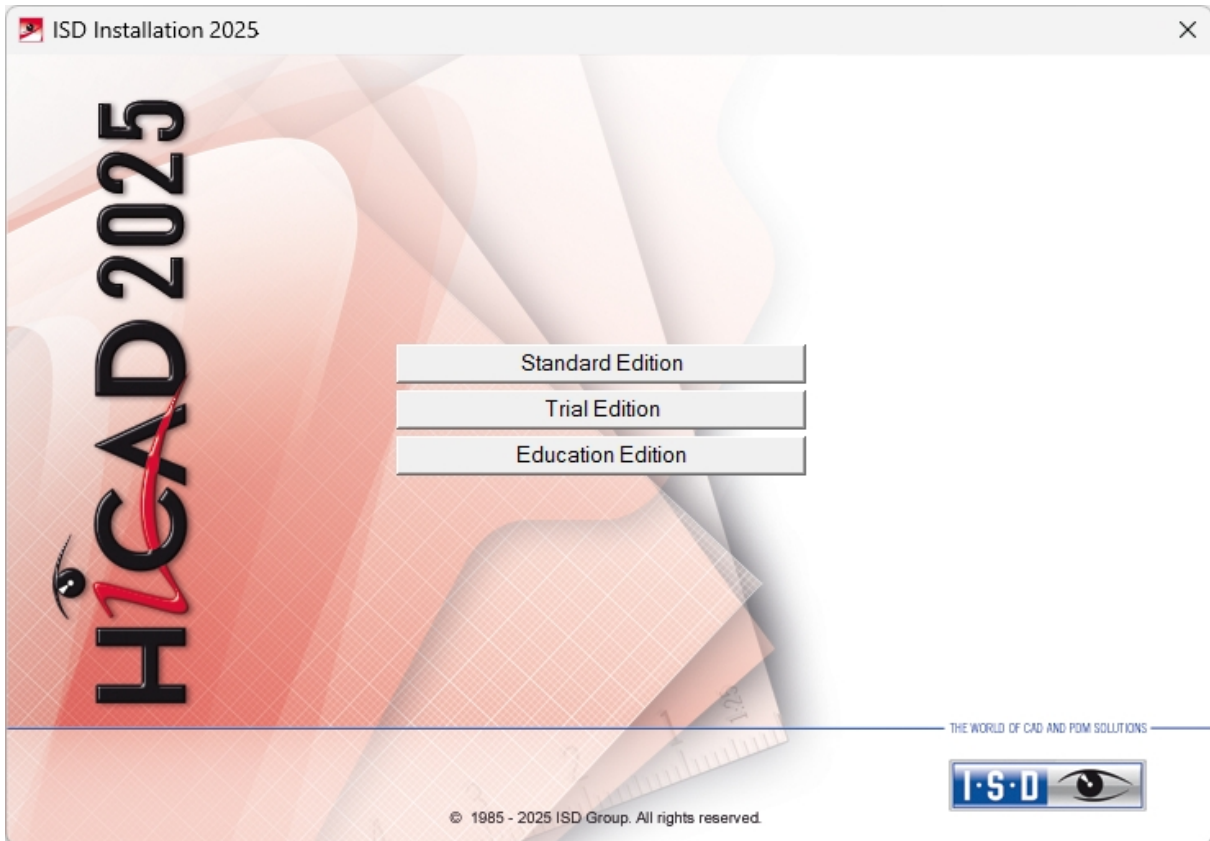 ISD Installation 2025
HiCAD 2025
Standard Edition
Trial Edition
Education Edition
THE WORLD OF CAD AND PDM SOLUTIONS
I·S·D
© 1985 - 2025 ISD Group. All rights reserved.